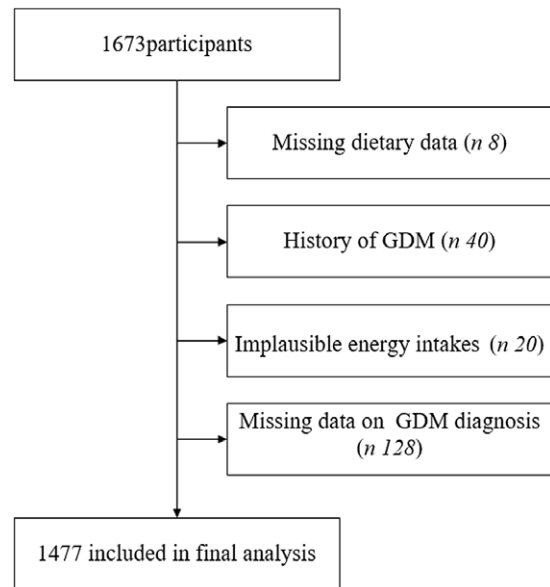 1673participants
Missing dietary data (n 8)
History of GDM (n 40)
Implausible energy intakes (n 20)
Missing data on GDM diagnosis
(n 128)
1477 included in final analysis